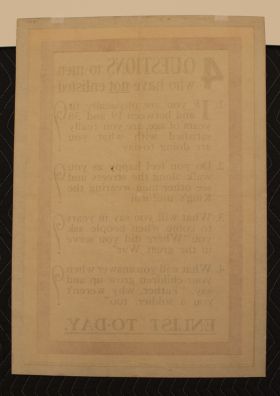 4 QUESTIONS to men
who have not enlisted
1. If you are physically fit
and between 19 and 38
years of age, are you really
satisfied with what you
are doing to-day?
2. Do you feel happy as you
walk along the streets and
see other men wearing the
King's uniform?
3. What will you say in years
to come when people ask
you "Where did you serve
in the great War"?
4. What will you answer when
your children grow up and
say, "Father, why weren't
you a soldier, too"?
ENLIST TO-DAY.